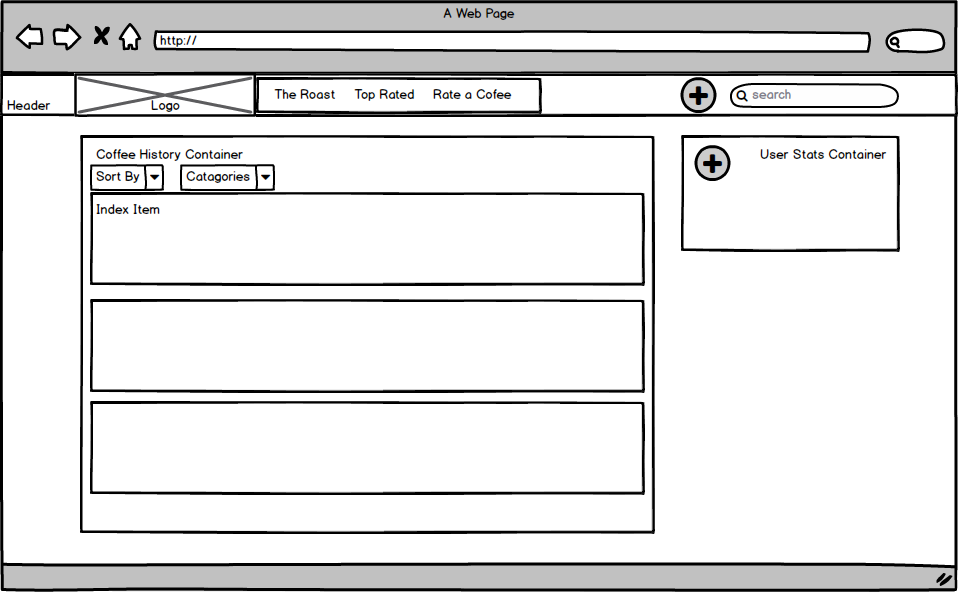 A Web Page
http://
Header
Logo
The Roast Top Rated Rate a Cofee
search
Coffee History Container
Sort By Catagories
Index Item
User Stats Container